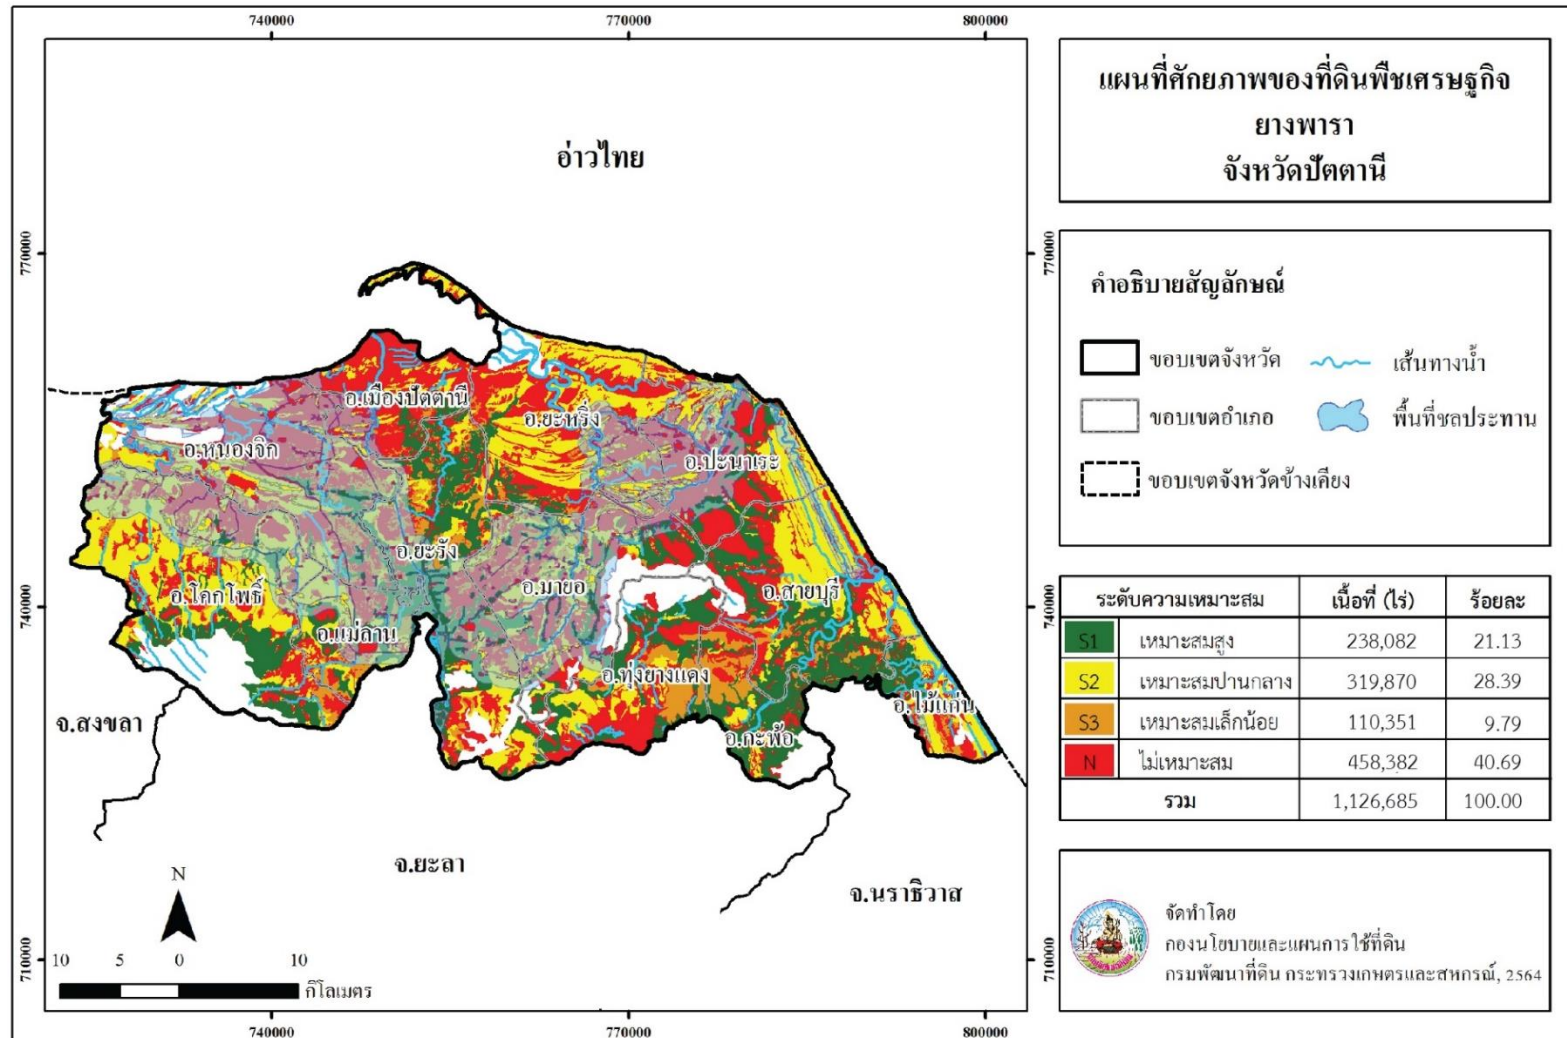 740000
770000
800000
แผนที่ศักยภาพของที่ดินพืชเศรษฐกิจ
ยางพารา
จังหวัดปัตตานี
อ่าวไทย
770000
770000
คำอธิบายสัญลักษณ์
ขอบเขตจังหวัด
เส้นทางน้ำ
ขอบเขตอำเภอ
พื้นที่ชลประทาน
ขอบเขตจังหวัดข้างเคียง
อ.เมืองปัตตานี
อ.ยะหริ่ง
อ.หนองจิก
อ.ปะนาเระ
อ.ยะรัง
อ.มายอ
อ.สายบุรี
อ.โคกโพธิ์
อ.แม่ลาน
อ.ทุ่งยางแดง
อ.ไม้แก่น
อ.กะพ้อ
740000
740000
ระดับความเหมาะสม เนื้อที่ (ไร่) ร้อยละ
S1 เหมาะสมสูง 238,082 21.13
S2 เหมาะสมปานกลาง 319,870 28.39
S3 เหมาะสมเล็กน้อย 110,351 9.79
N ไม่เหมาะสม 458,382 40.69
รวม 1,126,685 100.00
จ.สงขลา
จ.ยะลา
จ.นราธิวาส
N
10 5 0 10
กิโลเมตร
710000
710000
จัดทำโดย
กองนโยบายและแผนการใช้ที่ดิน
กรมพัฒนาที่ดิน กระทรวงเกษตรและสหกรณ์, 2564
740000
770000
800000